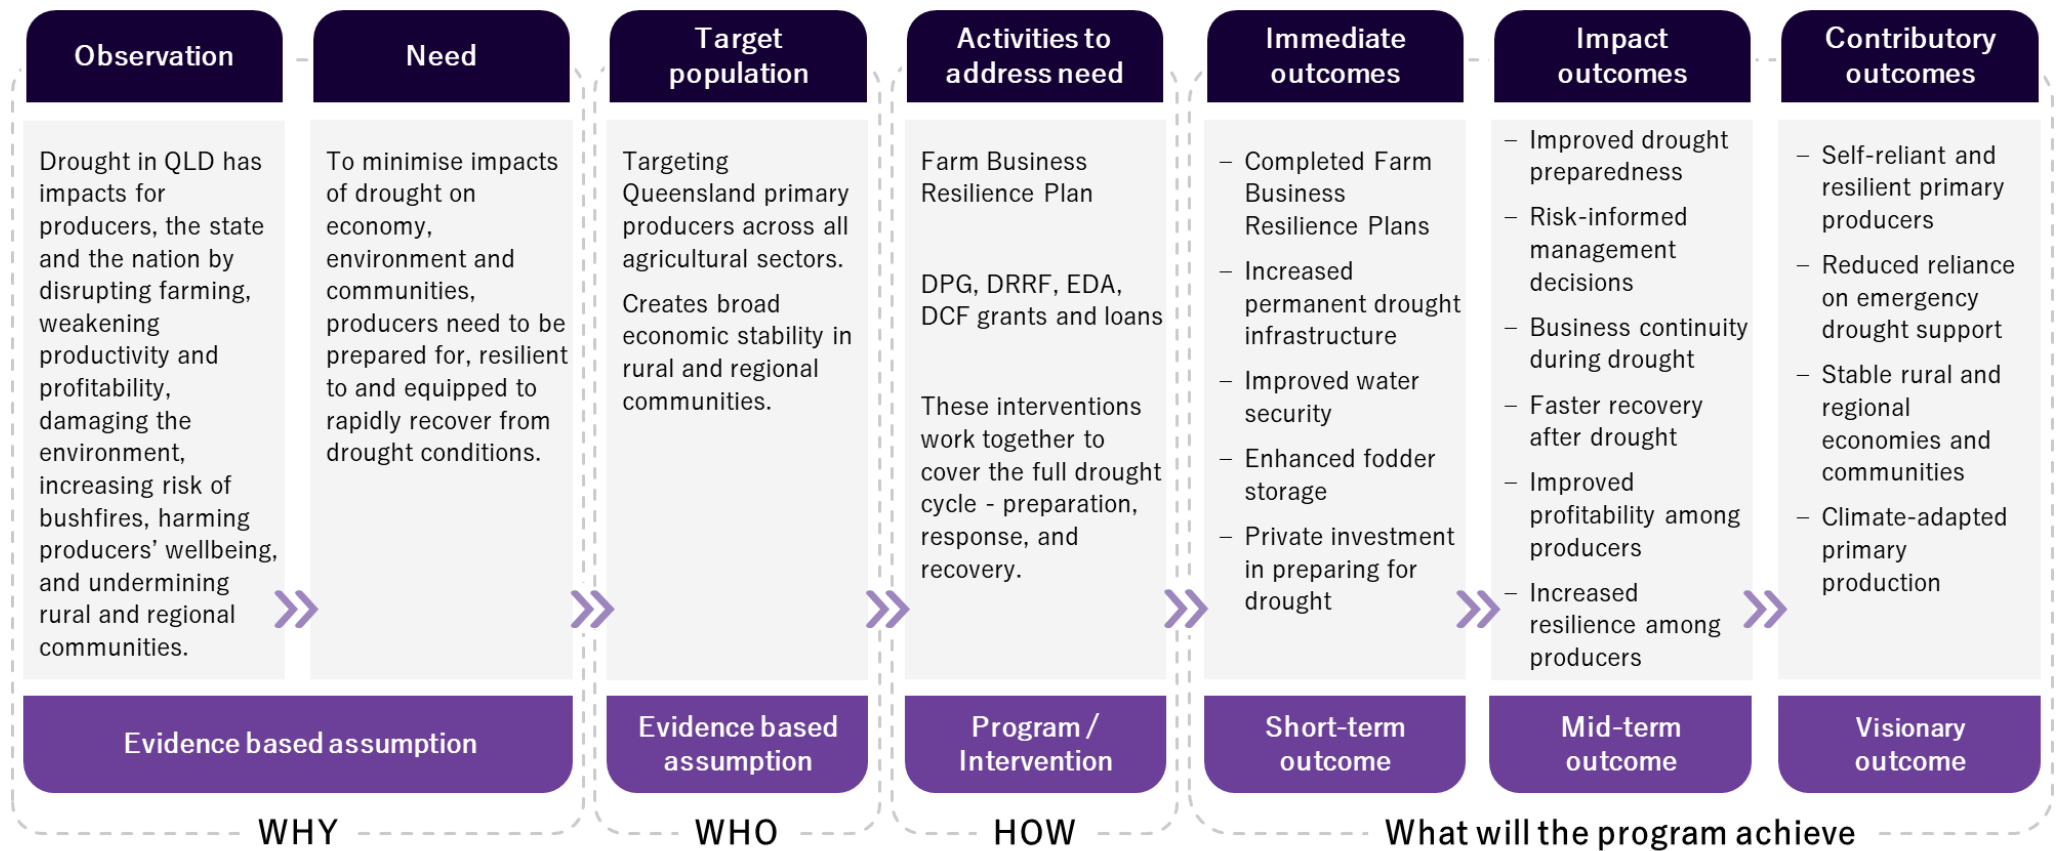 Observation
Need
Target
population
Activities to
address need
Immediate
outcomes
Impact
outcomes
Contributory
outcomes
Drought in QLD has
impacts for
producers, the state
and the nation by
disrupting farming,
weakening
productivity and
profitability,
damaging the
environment,
increasing risk of
bushfires, harming
producers’ wellbeing,
and undermining
rural and regional
communities.
To minimise impacts
of drought on
economy,
environment and
communities,
producers need to be
prepared for, resilient
to and equipped to
rapidly recover from
drought conditions.
Targeting
Queensland primary
producers across all
agricultural sectors.
Creates broad
economic stability in
rural and regional
communities.
Farm Business
Resilience Plan
DPG, DRRF, EDA,
DCF grants and loans
These interventions
work together to
cover the full drought
cycle - preparation,
response, and
recovery.
– Completed Farm
Business
Resilience Plans
– Increased
permanent drought
infrastructure
– Improved water
security
– Enhanced fodder
storage
– Private investment
in preparing for
drought
– Improved drought
preparedness
– Risk-informed
management
decisions
– Business continuity
during drought
– Faster recovery
after drought
– Improved
profitability among
producers
– Increased
resilience among
producers
– Self-reliant and
resilient primary
producers
– Reduced reliance
on emergency
drought support
– Stable rural and
regional
economies and
communities
– Climate-adapted
primary
production
Evidence based assumption
Evidence based
assumption
Program /
Intervention
Short-term
outcome
Mid-term
outcome
Visionary
outcome
WHY
WHO
HOW
What will the program achieve